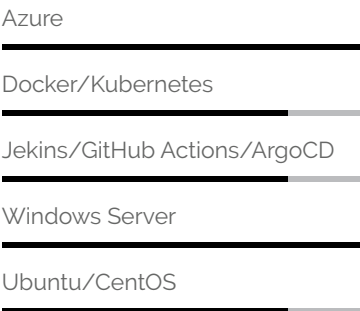 Azure
Docker/Kubernetes
Jekins/GitHub Actions/ArgoCD
Windows Server
Ubuntu/CentOS